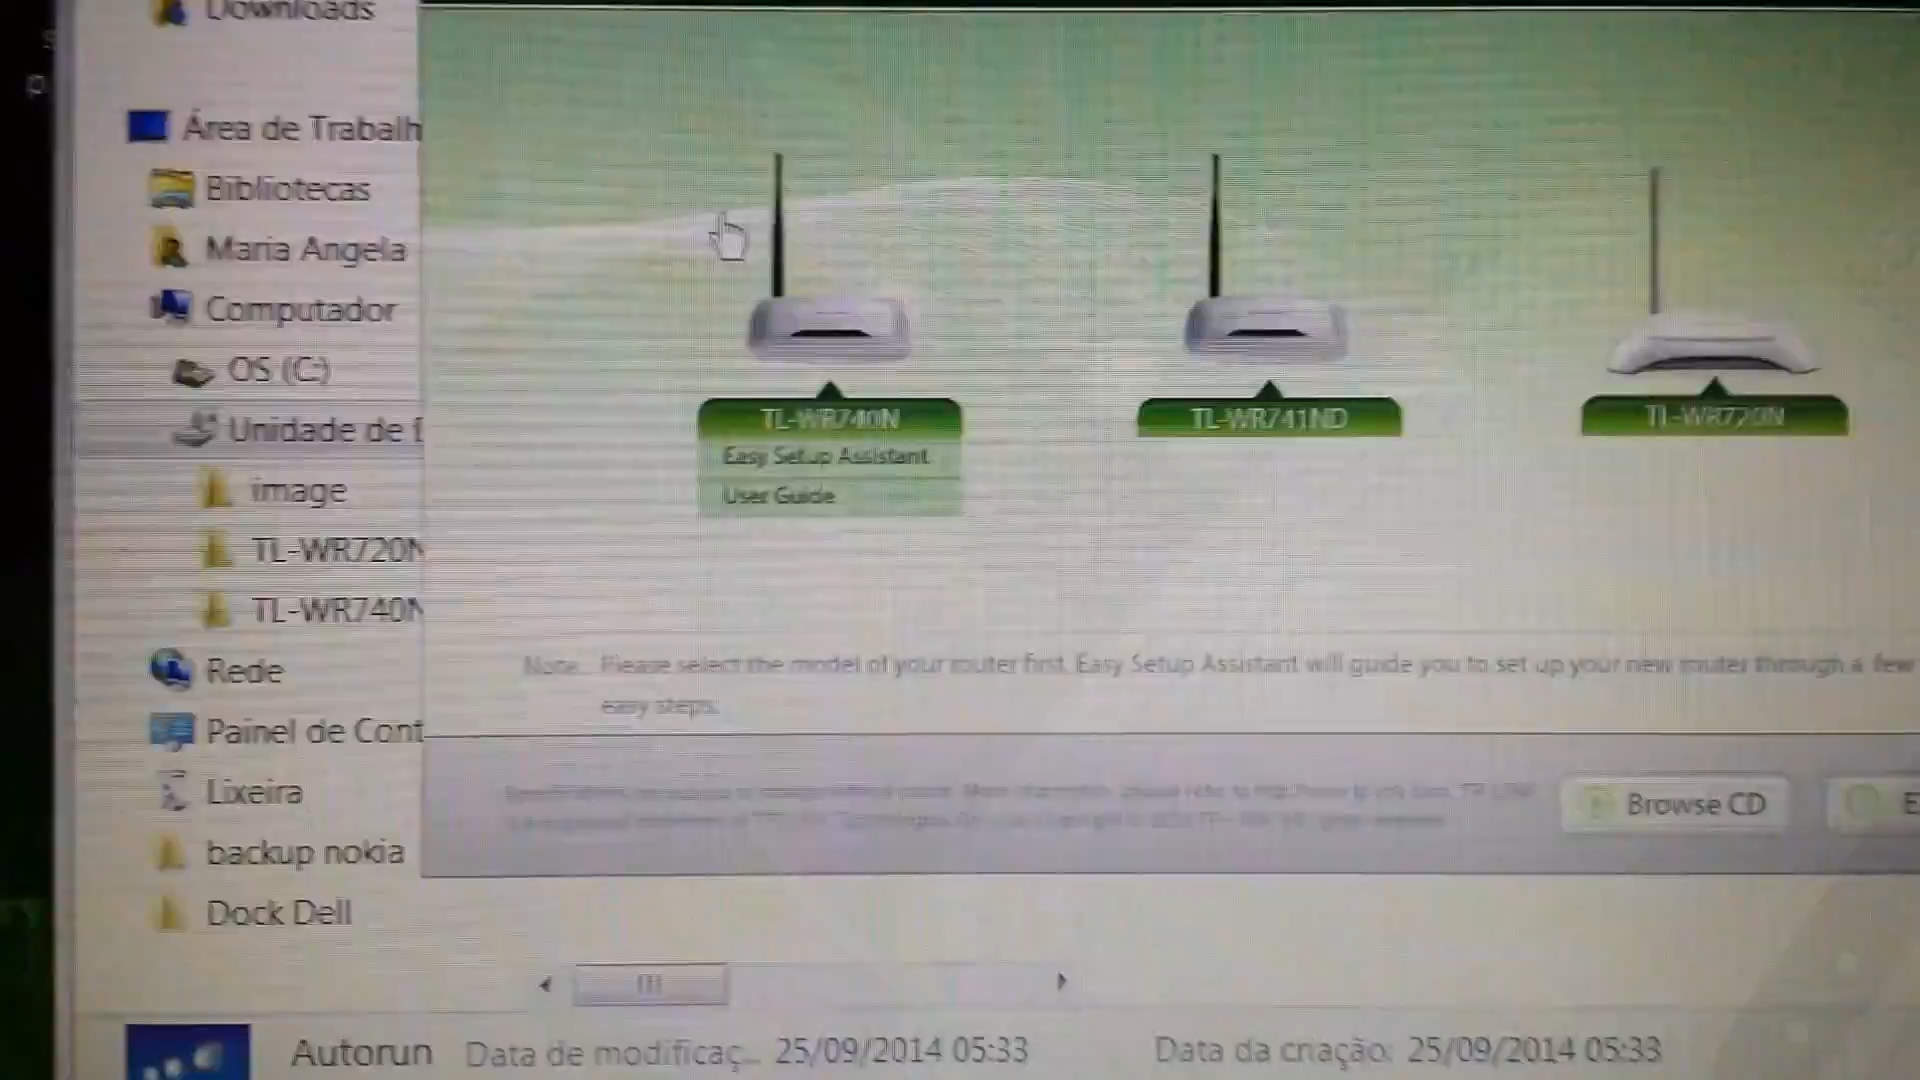 Downloads
Área de Trabalh
Bibliotecas
Maria Angela
Computador
OS (C:)
Unidade de D
image
TL-WR720N
TL-WR740N
Rede
Painel de Cont
Lixeira
backup nokia
Dock Dell
TL-WR740N
Easy Setup Assistant
User Guide
TL-WR741ND
TL-WR720N
Note: Please select the model of your router first. Easy Setup Assistant will guide you to set up your new router through a few
easy steps.
Browse CD
E
Autorun
Data de modificaç... 25/09/2014 05:33
Data da criação: 25/09/2014 05:33